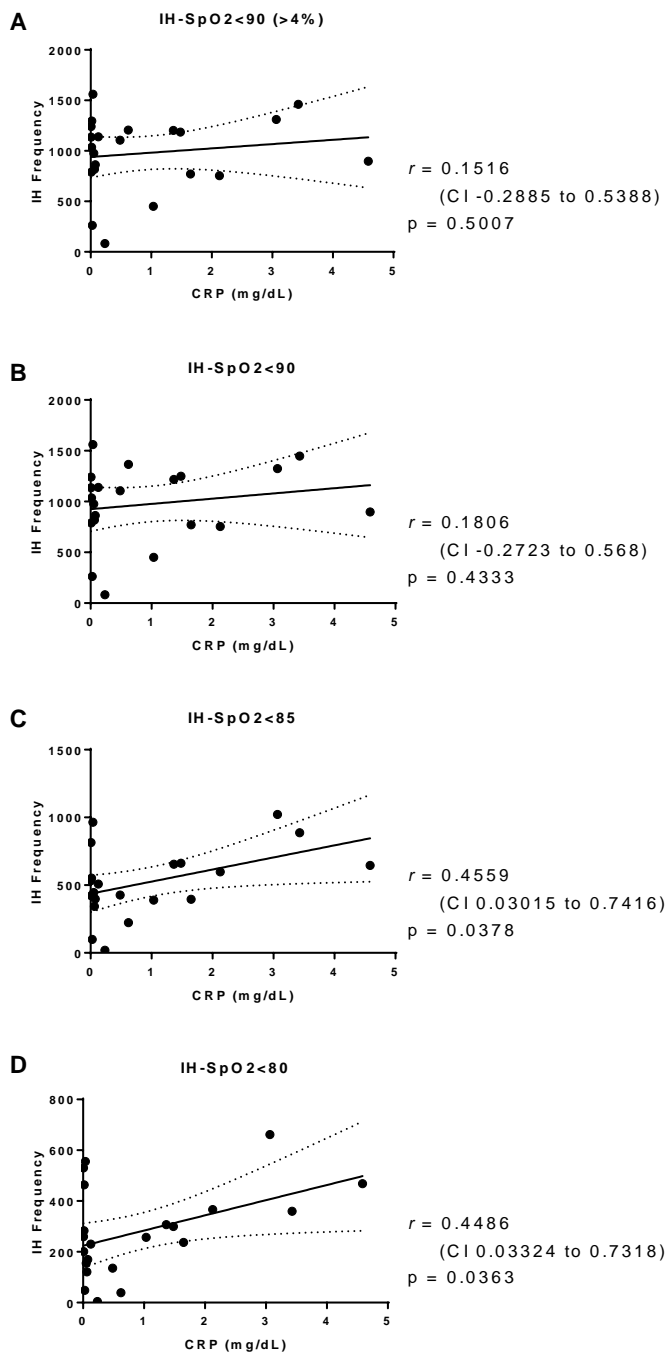 A
IH-SpO2<90 (>4%)
2000
1500
1000
500
0
IH Frequency
0 1 2 3 4 5
CRP (mg/dL)
r = 0.1516
(CI -0.2885 to 0.5388)
p = 0.5007
B
IH-SpO2<90
2000
1500
1000
500
0
IH Frequency
0 1 2 3 4 5
CRP (mg/dL)
r = 0.1806
(CI -0.2723 to 0.568)
p = 0.4333
C
IH-SpO2<85
1500
1000
500
0
IH Frequency
0 1 2 3 4 5
CRP (mg/dL)
r = 0.4559
(CI 0.03015 to 0.7416)
p = 0.0378
D
IH-SpO2<80
800
600
400
200
0
IH Frequency
0 1 2 3 4 5
CRP (mg/dL)
r = 0.4486
(CI 0.03324 to 0.7318)
p = 0.0363